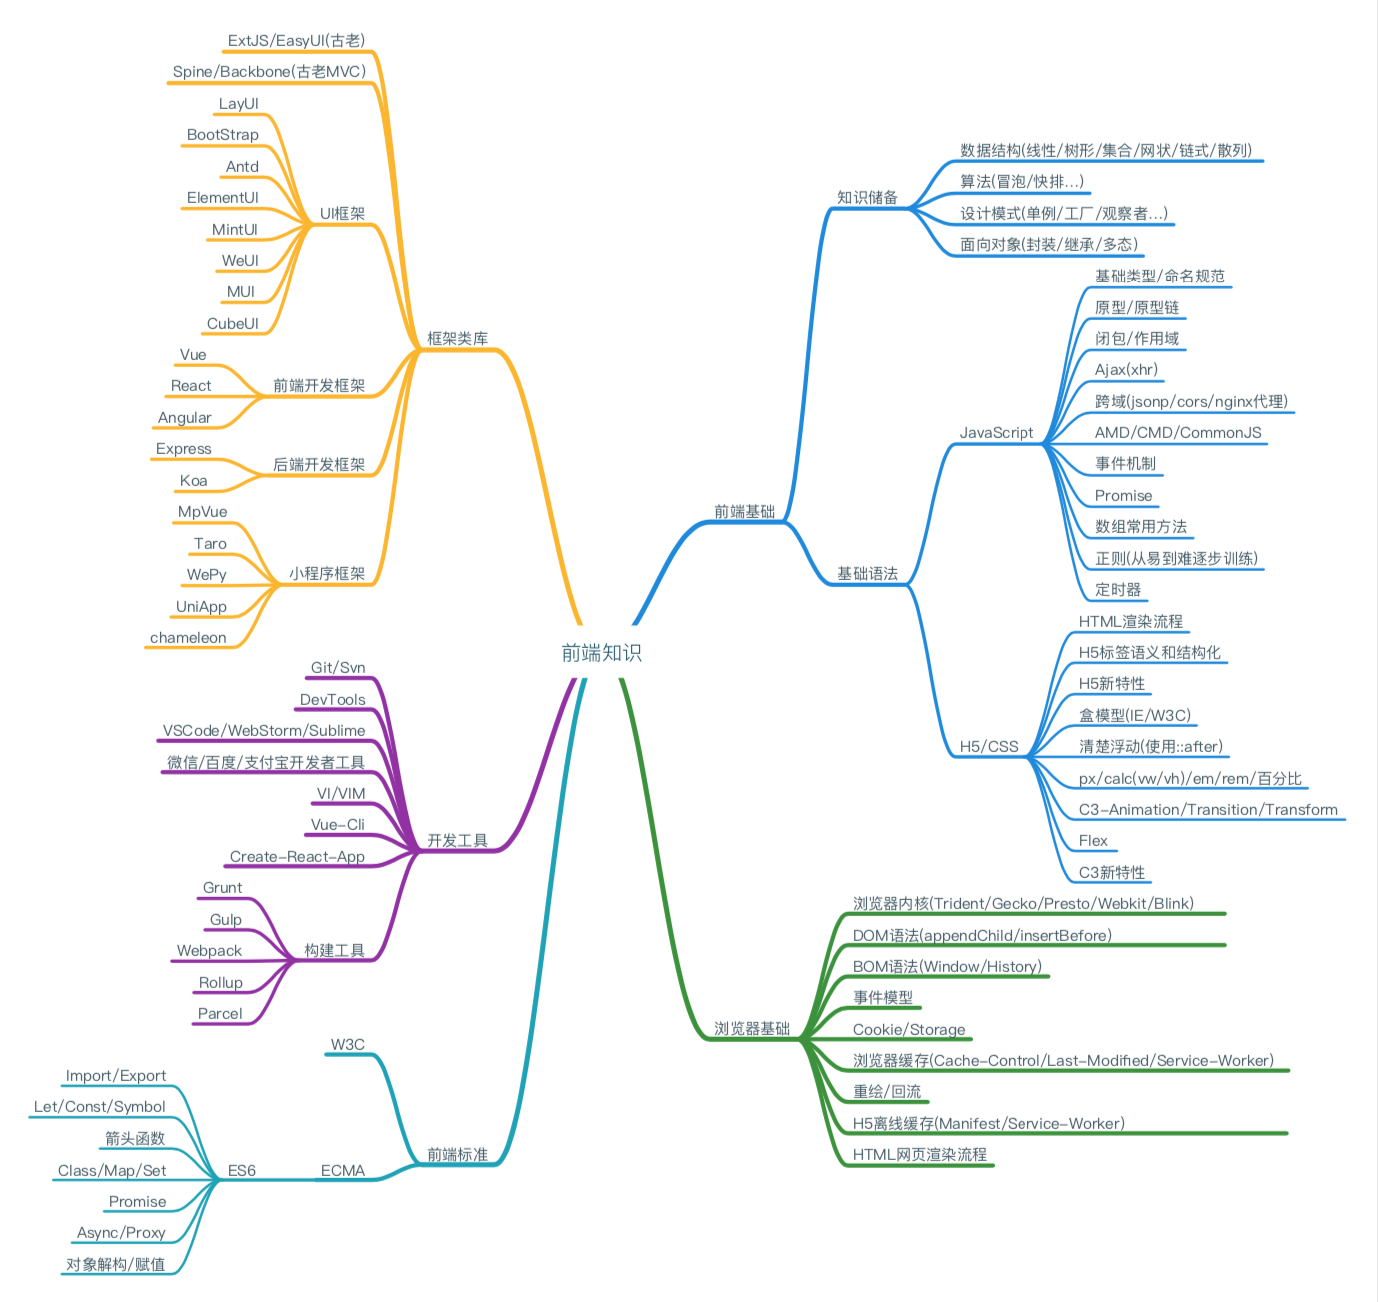 前端知识
框架类库
ExtJS/EasyUI(古老)
Spine/Backbone(古老MVC)
UI框架
LayUI
BootStrap
Antd
ElementUI
MintUI
WeUI
MUI
CubeUI
前端开发框架
Vue
React
Angular
后端开发框架
Express
Koa
小程序框架
MpVue
Taro
WePy
UniApp
chameleon
开发工具
Git/Svn
DevTools
VSCode/WebStorm/Sublime
微信/百度/支付宝开发者工具
VI/VIM
Vue-Cli
Create-React-App
构建工具
Grunt
Gulp
Webpack
Rollup
Parcel
前端标准
W3C
ECMA
ES6
Import/Export
Let/Const/Symbol
箭头函数
Class/Map/Set
Promise
Async/Proxy
对象解构/赋值
前端基础
知识储备
数据结构(线性/树形/集合/网状/链式/散列)
算法(冒泡/快排...)
设计模式(单例/工厂/观察者...)
面向对象(封装/继承/多态)
基础语法
JavaScript
基础类型/命名规范
原型/原型链
闭包/作用域
Ajax(xhr)
跨域(jsonp/cors/nginx代理)
AMD/CMD/CommonJS
事件机制
Promise
数组常用方法
正则(从易到难逐步训练)
定时器
H5/CSS
HTML渲染流程
H5标签语义和结构化
H5新特性
盒模型(IE/W3C)
清楚浮动(使用::after)
px/calc(vw/vh)/em/rem/百分比
C3-Animation/Transition/Transform
Flex
C3新特性
浏览器基础
浏览器内核(Trident/Gecko/Presto/Webkit/Blink)
DOM语法(appendChild/insertBefore)
BOM语法(Window/History)
事件模型
Cookie/Storage
浏览器缓存(Cache-Control/Last-Modified/Service-Worker)
重绘/回流
H5离线缓存(Manifest/Service-Worker)
HTML网页渲染流程